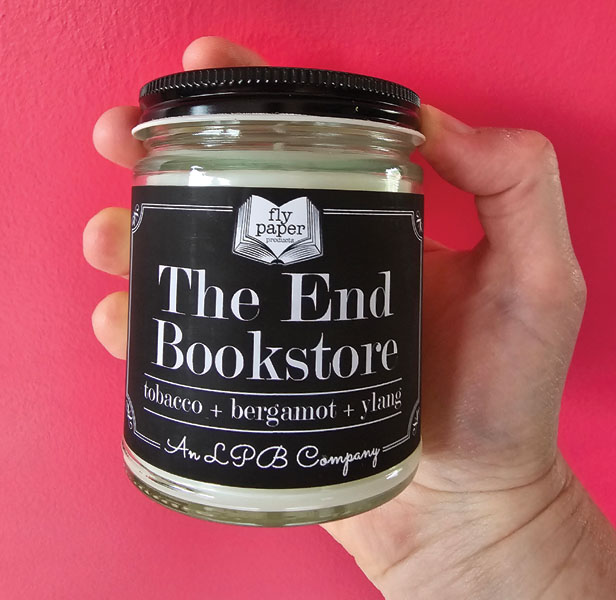 fly
paper
products
The End
Bookstore
tobacco + bergamot + ylang
An LPB Company